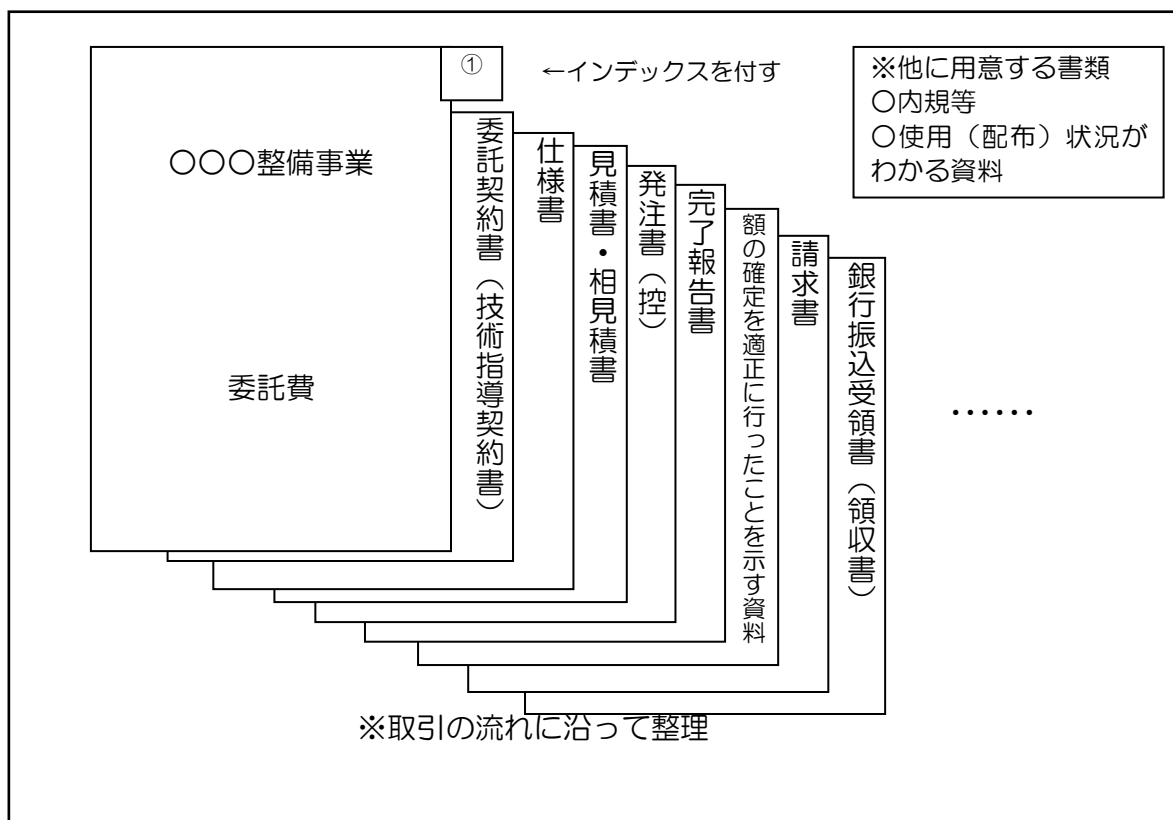 ①
←インデックスを付す
※他に用意する書類
〇内規等
〇使用（配布）状況が
わかる資料
〇〇〇整備事業
委託費
委託契約書（技術指導契約書）
仕様書
見積書・相見積書
発注書（控）
完了報告書
額の確定を適正に行ったことを示す資料
請求書
銀行振込受領書（領収書）
……
※取引の流れに沿って整理